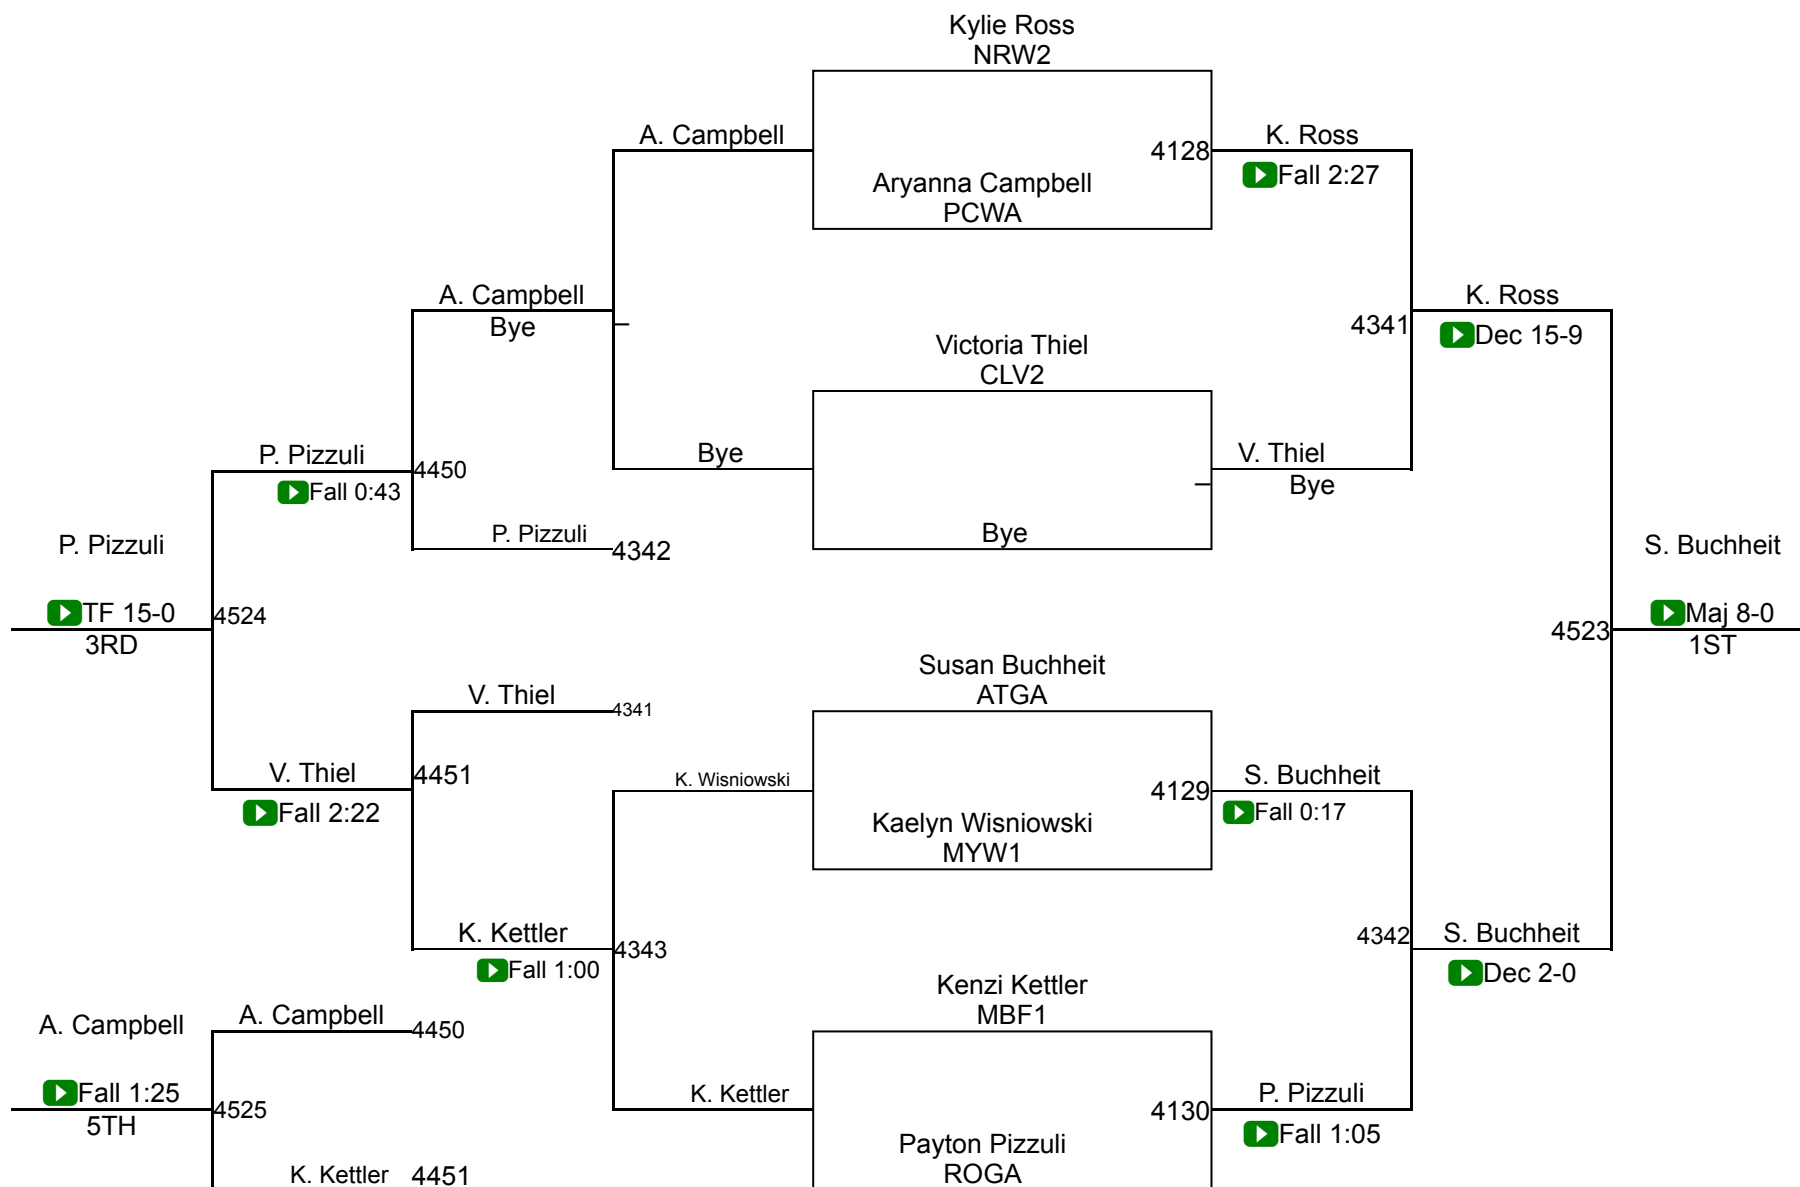 Kylie Ross
NRW2
A. Campbell
4128
K. Ross
Fall 2:27
Aryanna Campbell
PCWA
A. Campbell
Bye
4341
K. Ross
Dec 15-9
Victoria Thiel
CLV2
P. Pizzuli
4450
Fall 0:43
Bye
V. Thiel
Bye
P. Pizzuli
4342
Bye
P. Pizzuli
TF 15-0
3RD
4524
S. Buchheit
4523
Maj 8-0
1ST
Susan Buchheit
ATGA
V. Thiel
4341
V. Thiel
4451
Fall 2:22
K. Wisniowski
4129
S. Buchheit
Fall 0:17
Kaelyn Wisniowski
MYW1
K. Kettler
4343
Fall 1:00
4342
S. Buchheit
Dec 2-0
Kenzi Kettler
MBF1
A. Campbell
A. Campbell
4450
Fall 1:25
5TH
4525
K. Kettler
4130
P. Pizzuli
Fall 1:05
Payton Pizzuli
ROGA
K. Kettler
4451